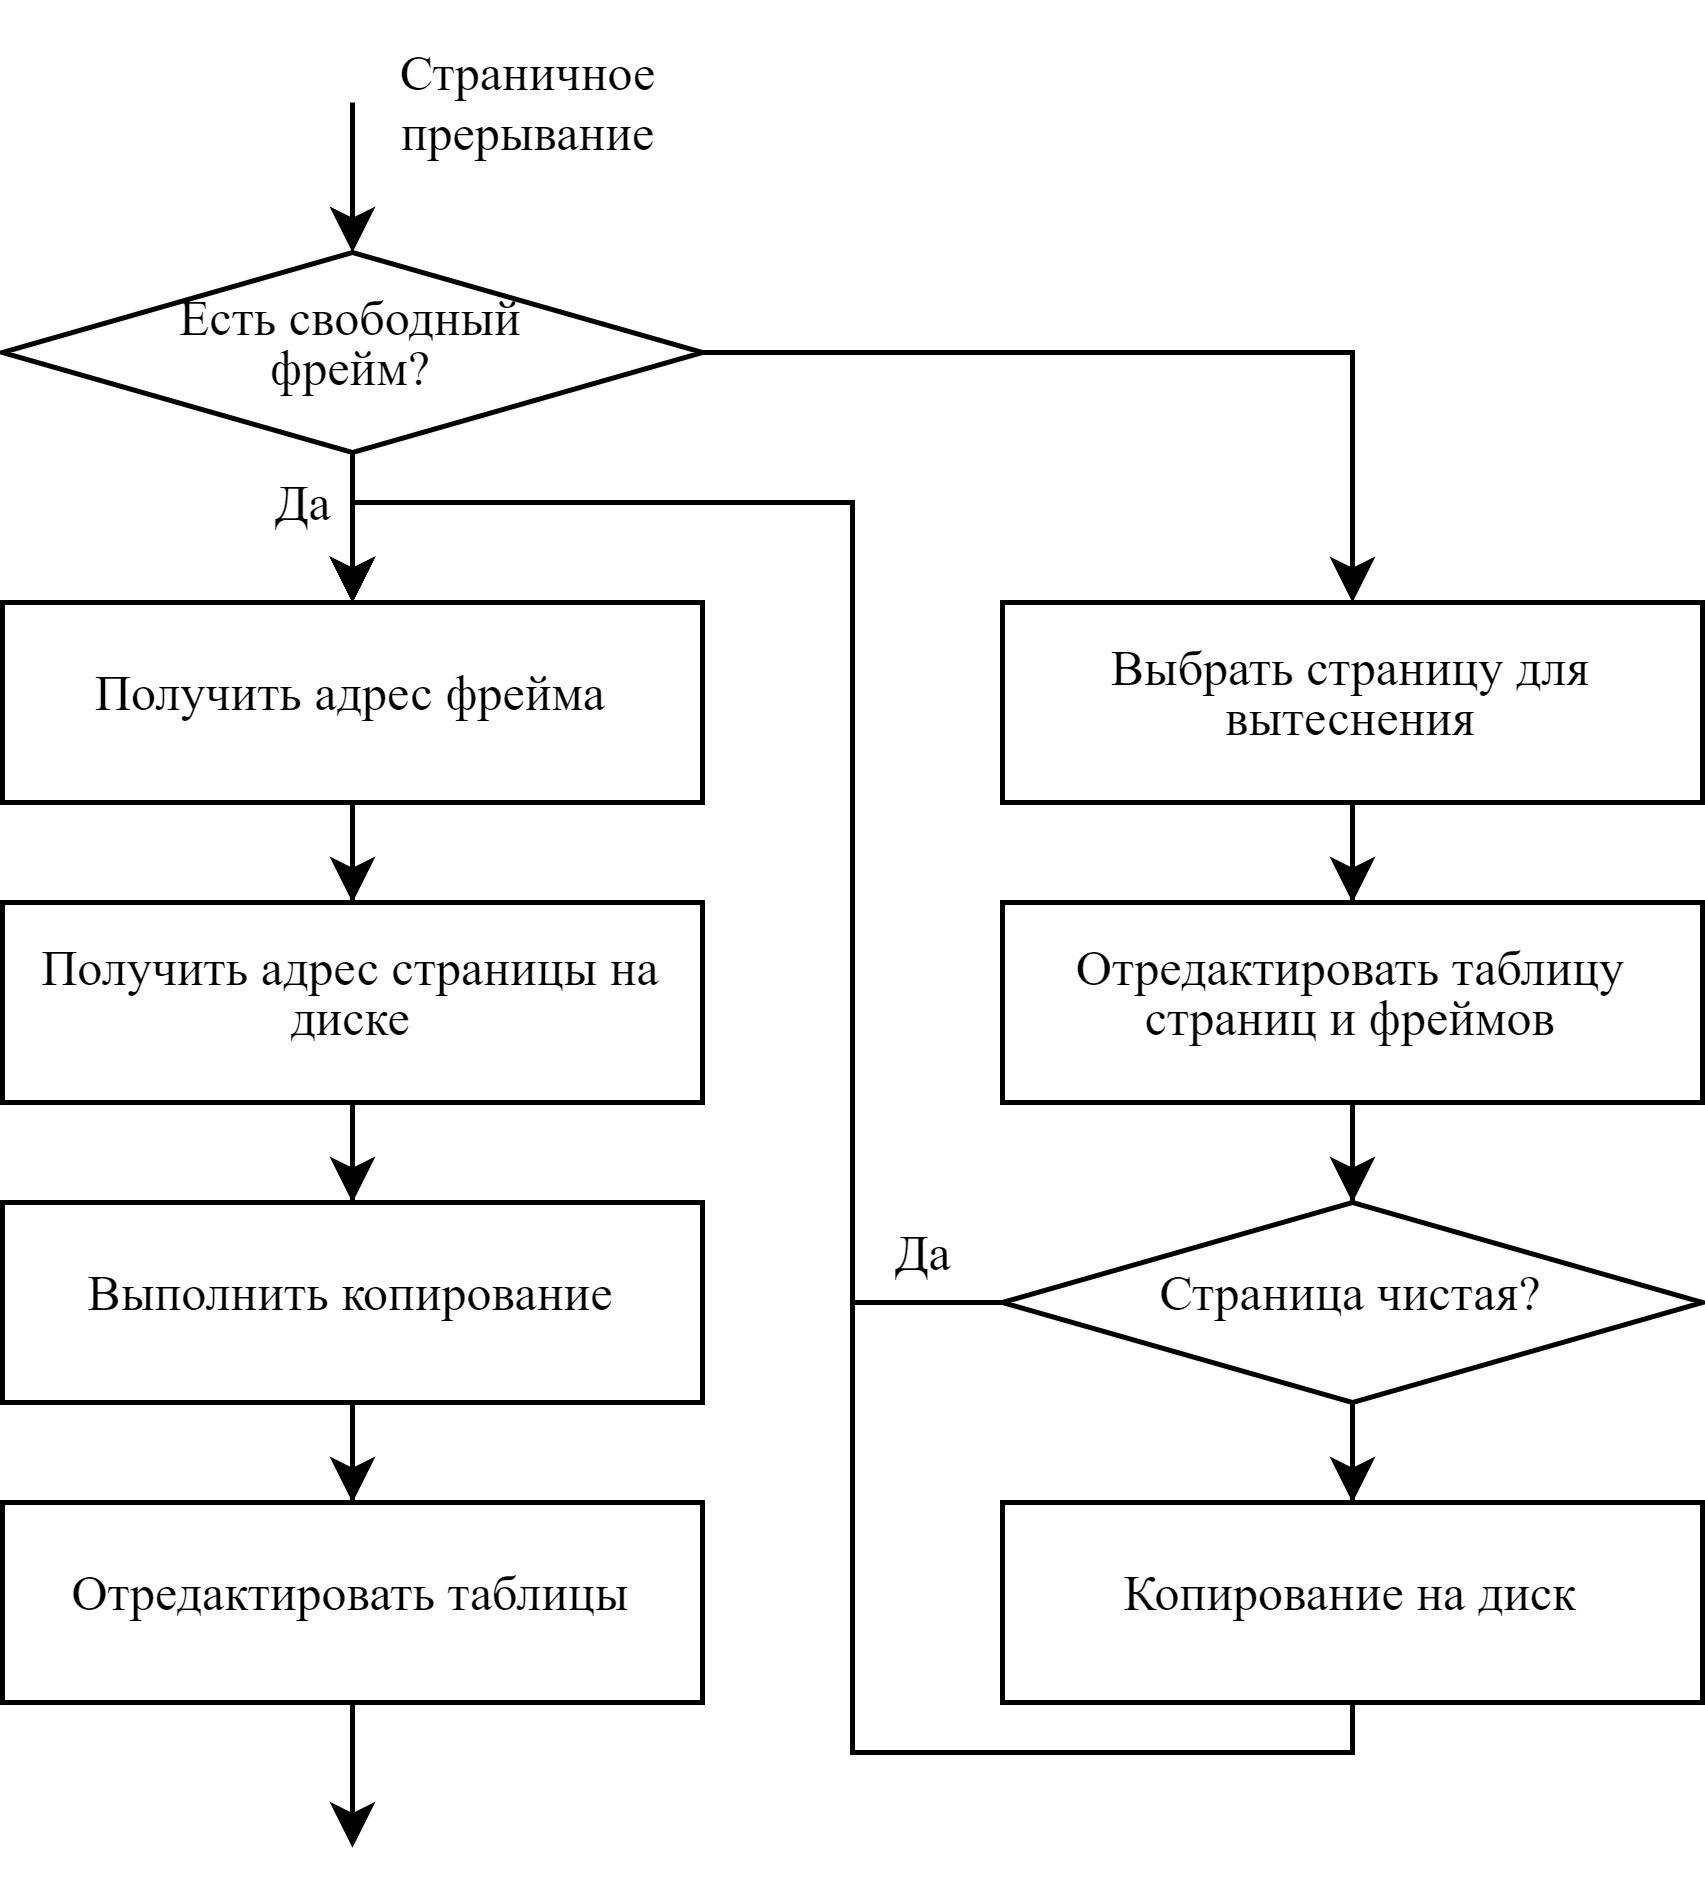 Страничное
прерывание
Есть свободный
фрейм?
Да
Получить адрес фрейма
Получить адрес страницы на
диске
Выполнить копирование
Отредактировать таблицы
Выбрать страницу для
вытеснения
Отредактировать таблицу
страниц и фреймов
Да
Страница чистая?
Копирование на диск